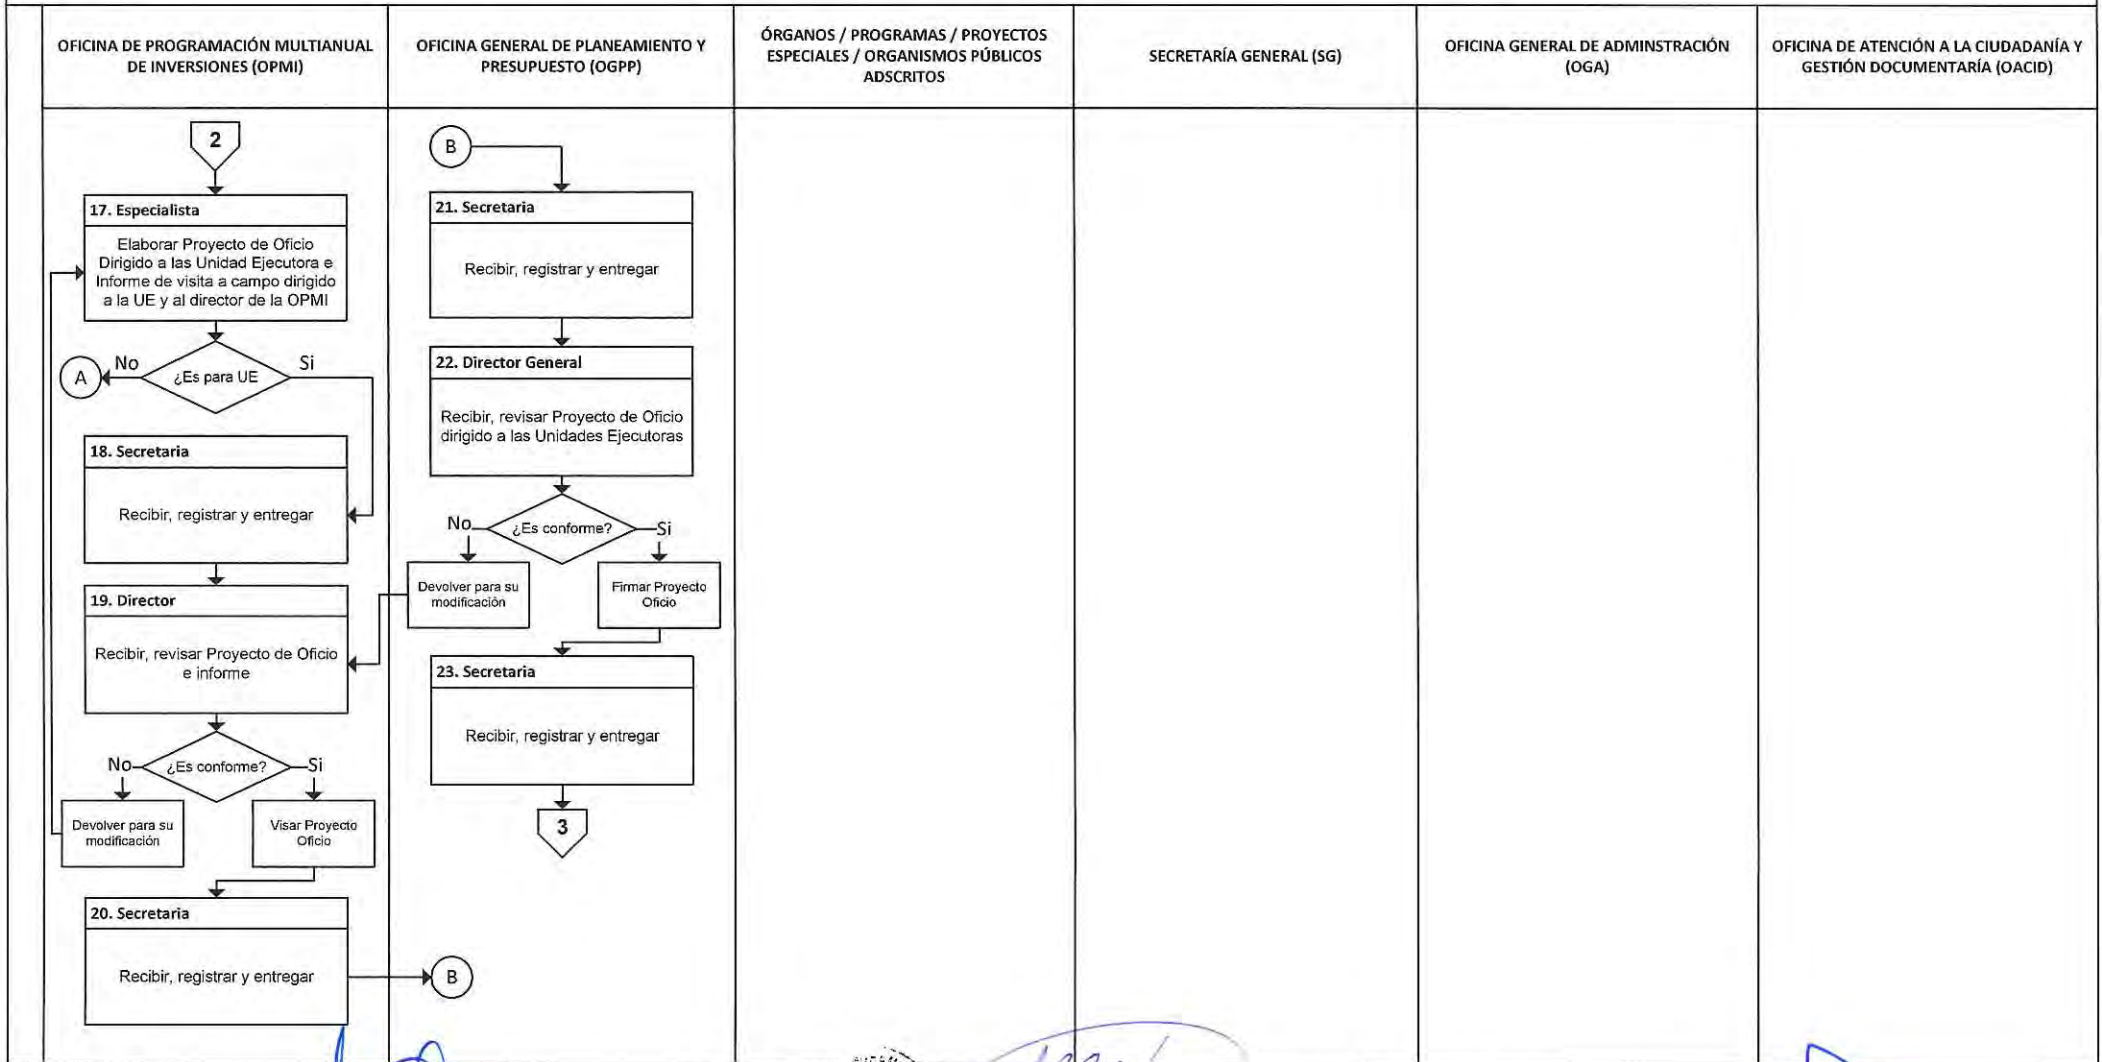 OFICINA DE PROGRAMACIÓN MULTIANUAL
DE INVERSIONES (OPMI)
OFICINA GENERAL DE PLANEAMIENTO Y
PRESUPUESTO (OGPP)
ÓRGANOS / PROGRAMAS / PROYECTOS
ESPECIALES / ORGANISMOS PÚBLICOS
ADSCRITOS
SECRETARÍA GENERAL (SG)
OFICINA GENERAL DE ADMINSTRACIÓN
(OGA)
OFICINA DE ATENCIÓN A LA CIUDADANÍA Y
GESTIÓN DOCUMENTARÍA (OACID)
2
17. Especialista
Elaborar Proyecto de Oficio
Dirigido a las Unidad Ejecutora e
Informe de visita a campo dirigido
a la UE y al director de la OPMI
A
No
¿Es para UE
Si
18. Secretaria
Recibir, registrar y entregar
19. Director
Recibir, revisar Proyecto de Oficio
e informe
No
¿Es conforme?
Si
Devolver para su
modificación
Visar Proyecto
Oficio
20. Secretaria
Recibir, registrar y entregar
B
B
21. Secretaria
Recibir, registrar y entregar
22. Director General
Recibir, revisar Proyecto de Oficio
dirigido a las Unidades Ejecutoras
No
¿Es conforme?
Si
Devolver para su
modificación
Firmar Proyecto
Oficio
23. Secretaria
Recibir, registrar y entregar
3